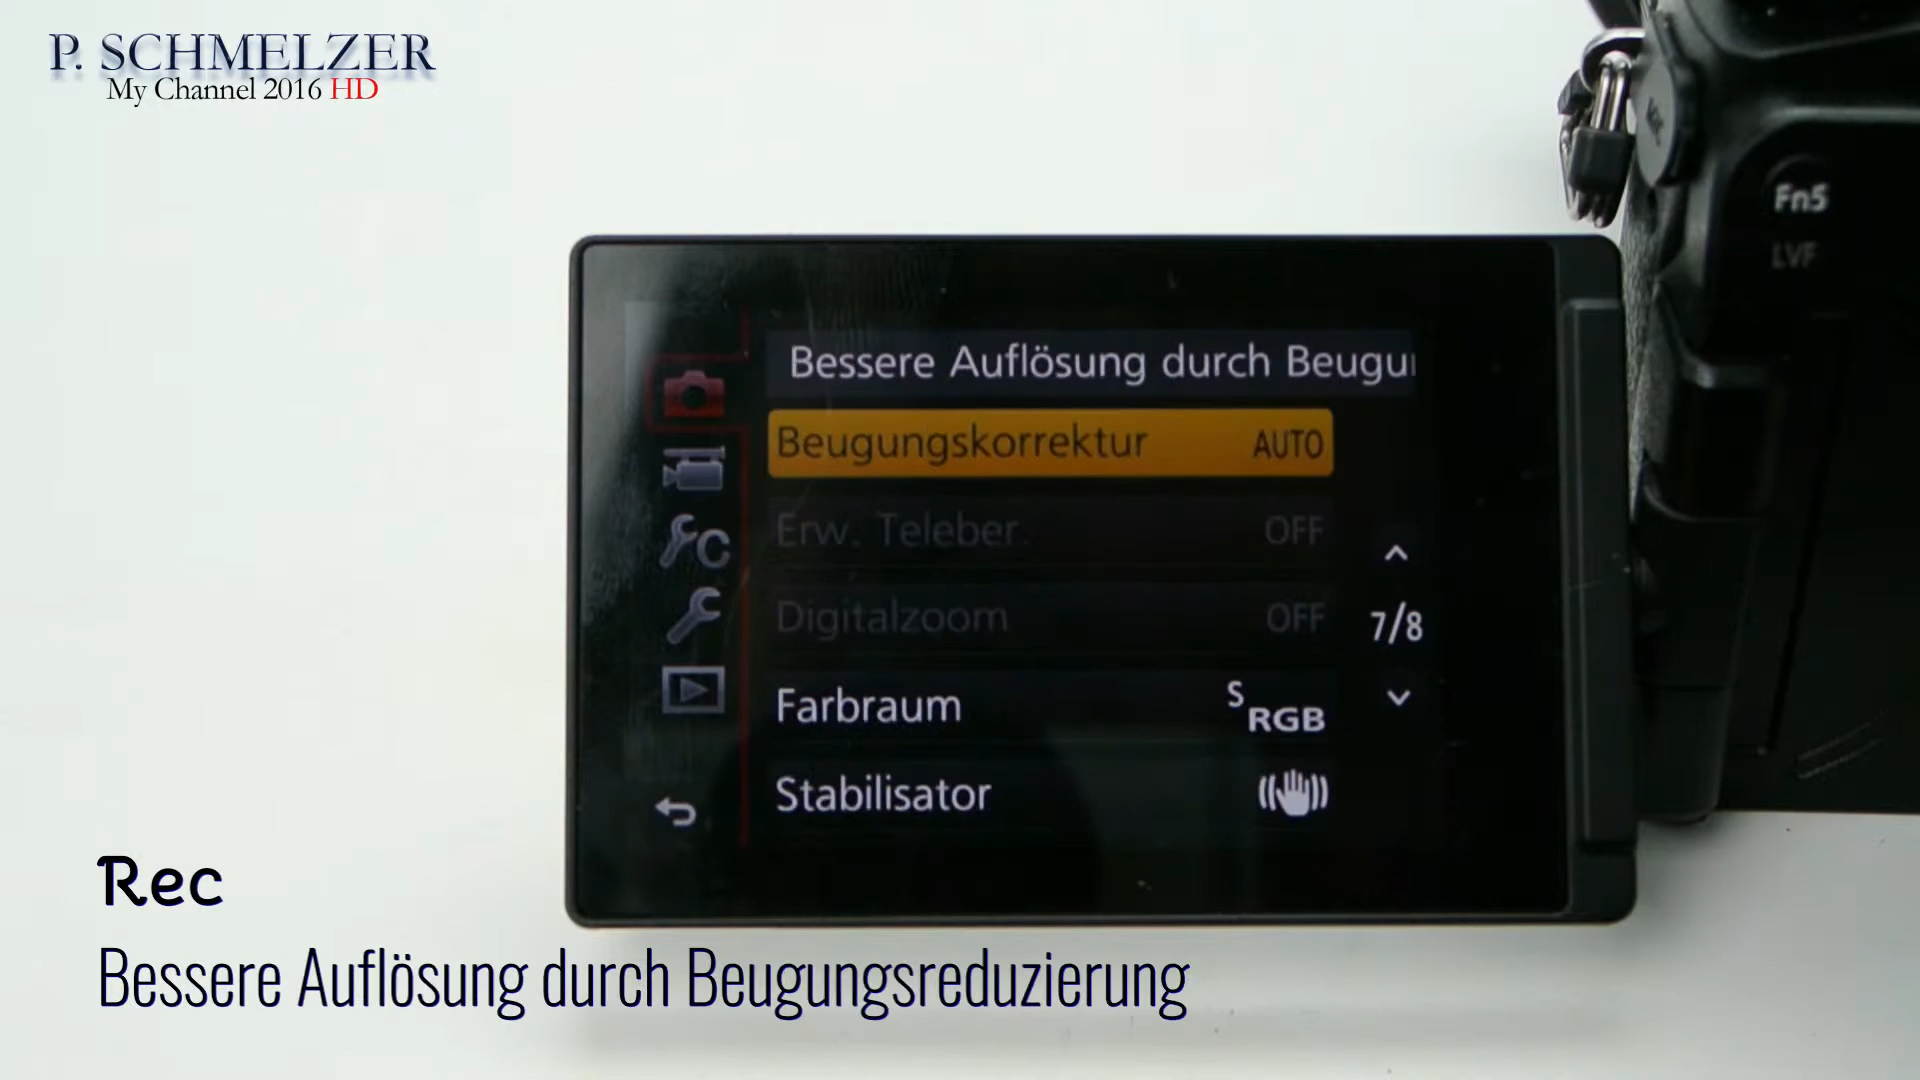 P. SCHMELZER
My Channel 2016 HD
Fn5
LVF
Bessere Auflösung durch Beugu
Beugungskorrektur AUTO
Erw. Teleber. OFF
Digitalzoom OFF
7/8
Farbraum sRGB
Stabilisator
C
Rec
Bessere Auflösung durch Beugungsreduzierung